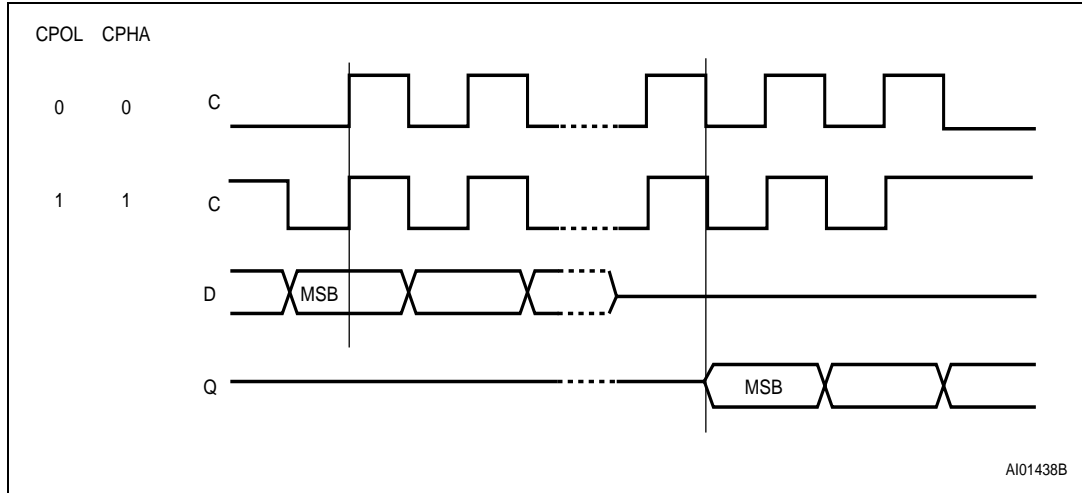 CPOL CPHA
0 0 C
1 1 C
D MSB
Q MSB
AI01438B